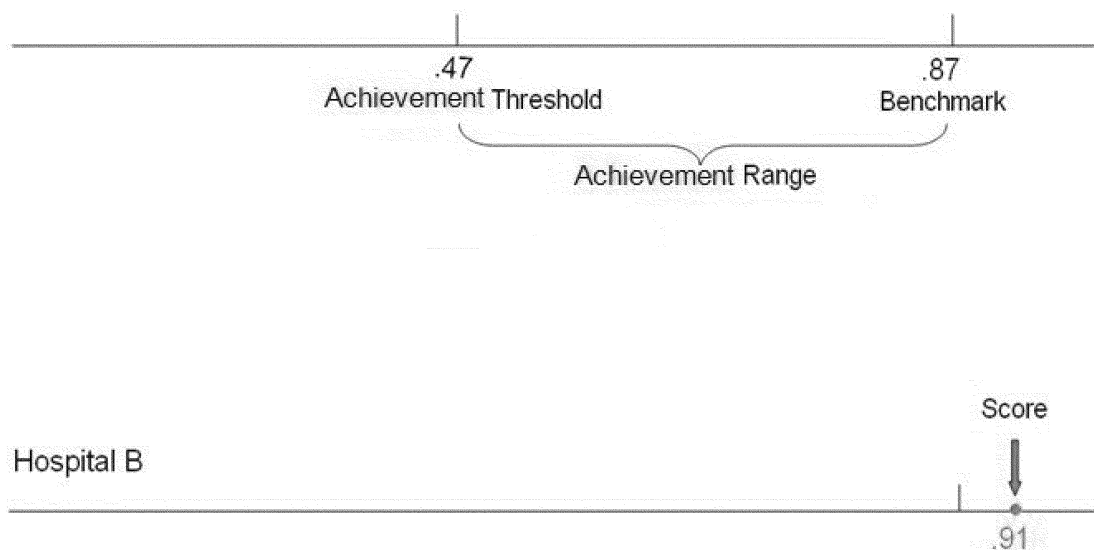 .47
.87
Achievement Threshold
Benchmark
Achievement Range
Score
Hospital B
.91